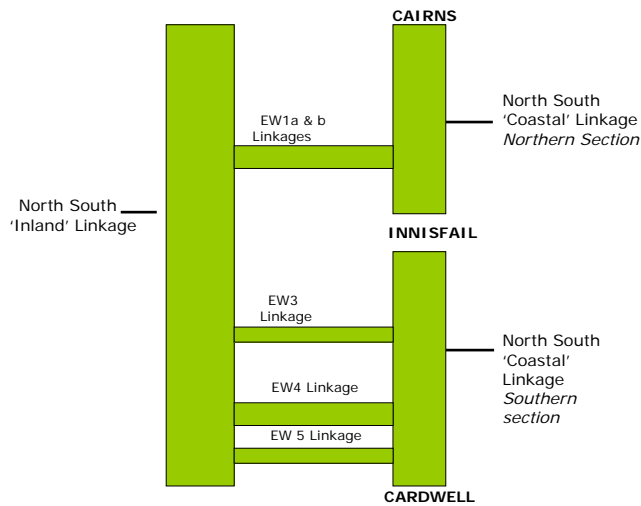 CAIRNS
EW1a & b
Linkages
North South
‘Coastal’ Linkage
Northern Section
North South
‘Inland’ Linkage
INNISFAIL
EW3
Linkage
North South
‘Coastal’
Linkage
Southern
section
EW4 Linkage
EW 5 Linkage
CARDWELL